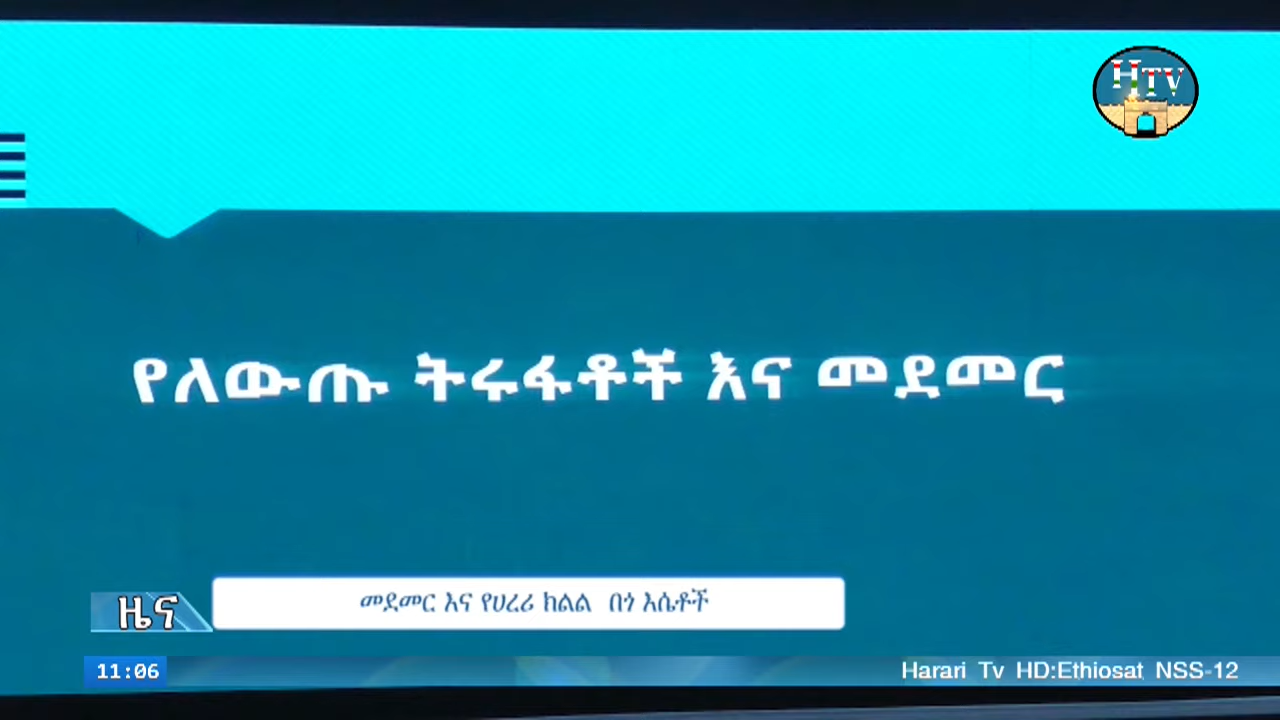 HTV
የለውጡ ትሩፋቶች እና መደመር
ዜና
መደመር እና የሀረሪ ክልል በጎ እሴቶች
11:06
Harari Tv HD:Ethiosat NSS-12